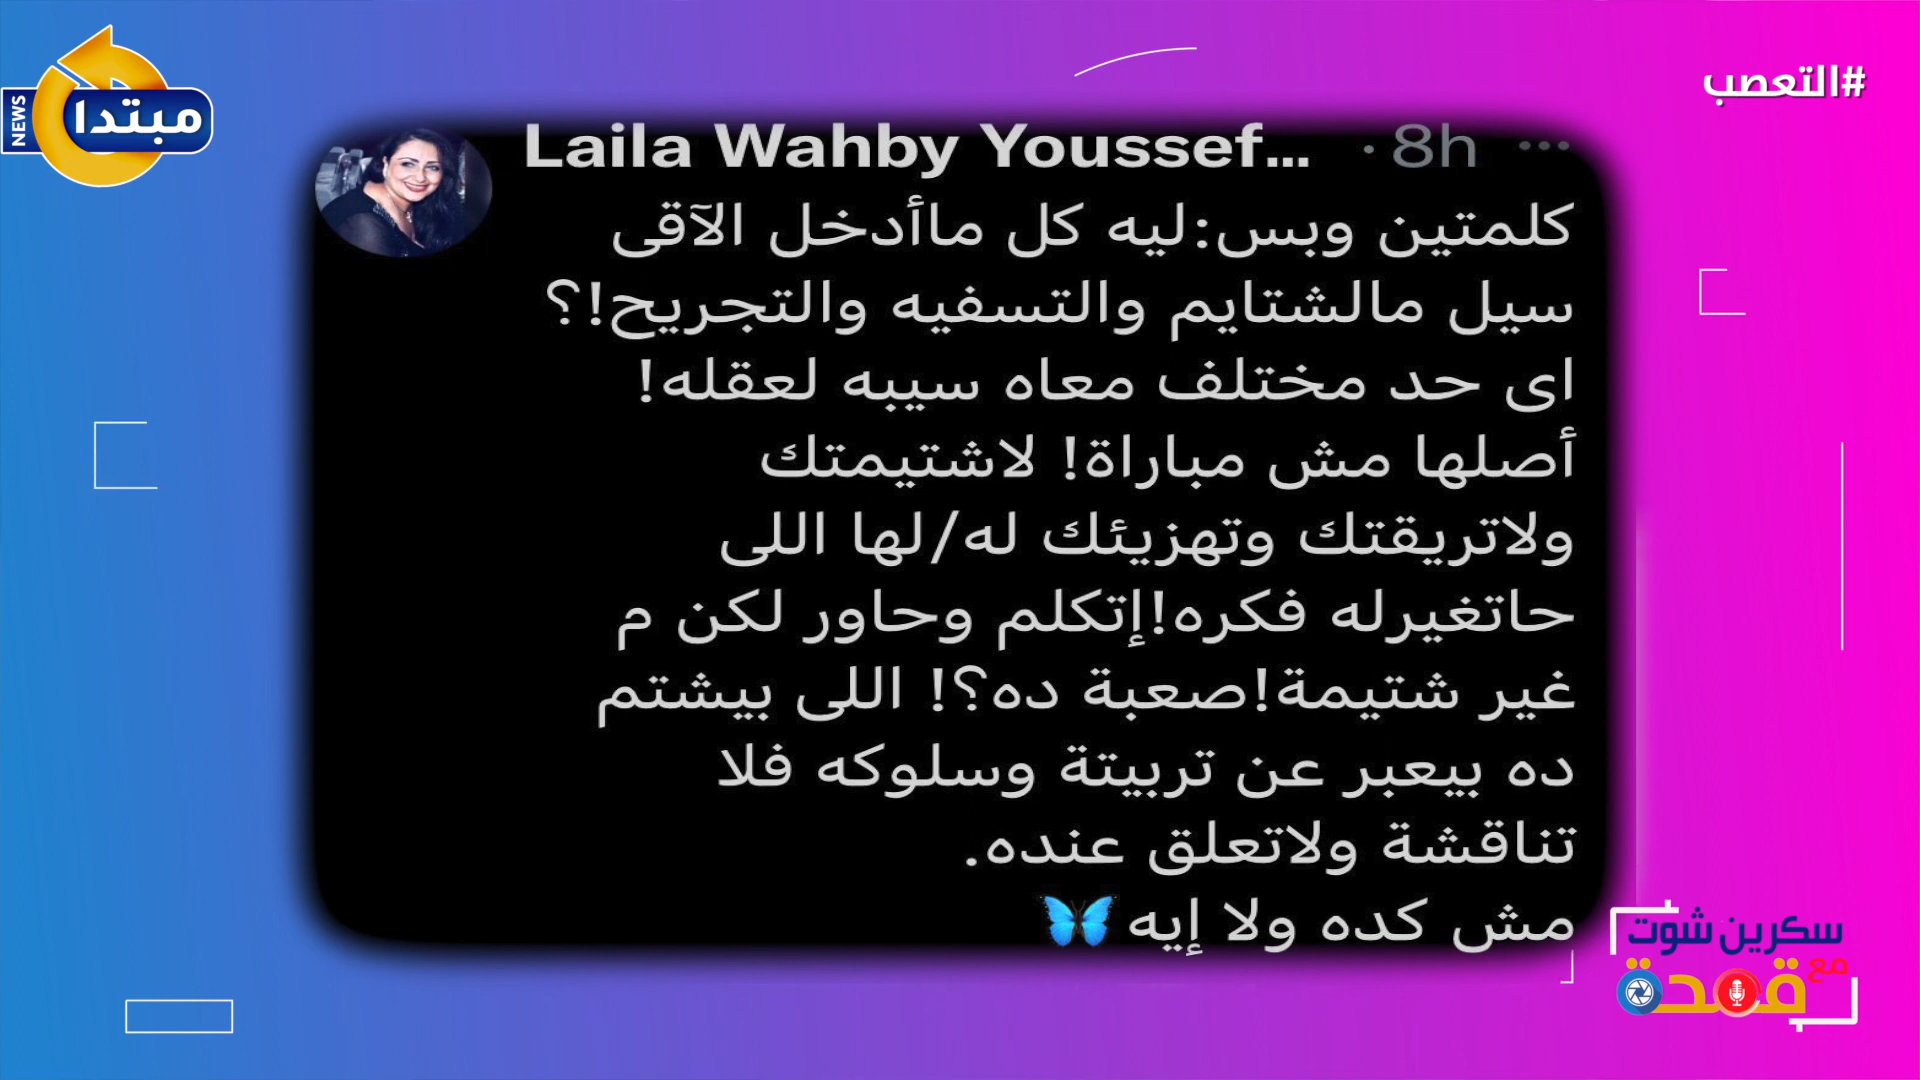 #التعصب
مبتدا
NEWS
Laila Wahby Youssef... · 8h ...
كلمتين وبس:ليه كل ماأدخل الآقى
سيل مالشتايم والتسفيه والتجريح!؟
اى حد مختلف معاه سيبه لعقله!
أصلها مش مباراة! لاشتيمتك
ولاتريقتك وتهزيئك له/لها اللى
حاتغيرله فكره!إتكلم وحاور لكن م
غير شتيمة!صعبة ده؟! اللى بيشتم
ده بيعبر عن تربيتة وسلوكه فلا
تناقشة ولاتعلق عنده.
مش كده ولا إيه 🦋
سكرين شوت
مع